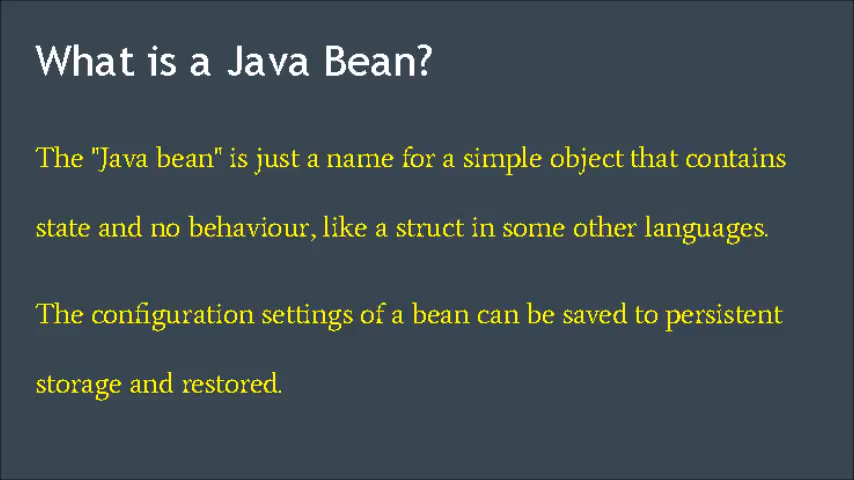 What is a Java Bean?
The "Java bean" is just a name for a simple object that contains
state and no behaviour, like a struct in some other languages.
The configuration settings of a bean can be saved to persistent
storage and restored.